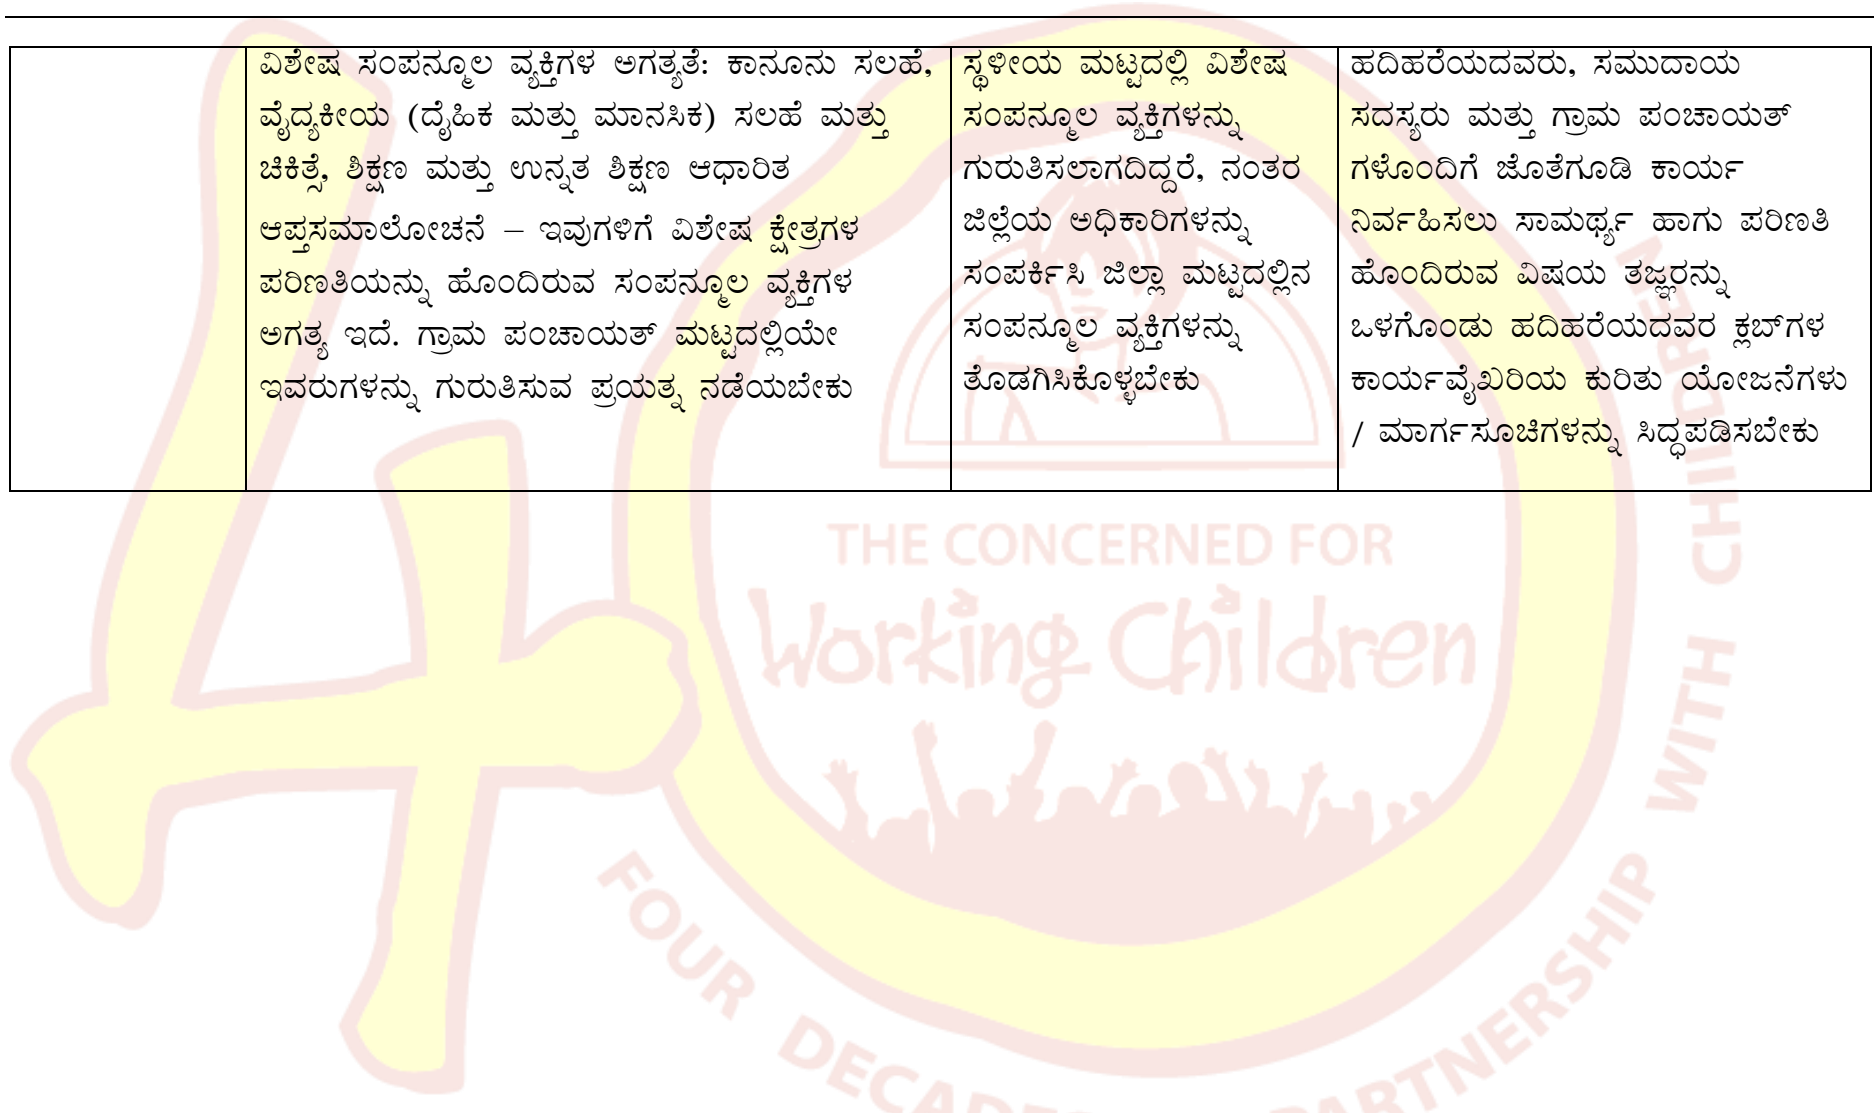 ವಿಶೇಷ ಸಂಪನ್ಮೂಲ ವ್ಯಕ್ತಿಗಳ ಅಗತ್ಯತೆ: ಕಾನೂನು ಸಲಹೆ,
ವೈದ್ಯಕೀಯ (ದೈಹಿಕ ಮತ್ತು ಮಾನಸಿಕ) ಸಲಹೆ ಮತ್ತು
ಚಿಕಿತ್ಸೆ, ಶಿಕ್ಷಣ ಮತ್ತು ಉನ್ನತ ಶಿಕ್ಷಣ ಆಧಾರಿತ
ಆಪ್ತಸಮಾಲೋಚನೆ – ಇವುಗಳಿಗೆ ವಿಶೇಷ ಕ್ಷೇತ್ರಗಳ
ಪರಿಣತಿಯನ್ನು ಹೊಂದಿರುವ ಸಂಪನ್ಮೂಲ ವ್ಯಕ್ತಿಗಳ
ಅಗತ್ಯ ಇದೆ. ಗ್ರಾಮ ಪಂಚಾಯತ್ ಮಟ್ಟದಲ್ಲಿಯೇ
ಇವರುಗಳನ್ನು ಗುರುತಿಸುವ ಪ್ರಯತ್ನ ನಡೆಯಬೇಕು
ಸ್ಥಳೀಯ ಮಟ್ಟದಲ್ಲಿ ವಿಶೇಷ
ಸಂಪನ್ಮೂಲ ವ್ಯಕ್ತಿಗಳನ್ನು
ಗುರುತಿಸಲಾಗದಿದ್ದರೆ, ನಂತರ
ಜಿಲ್ಲೆಯ ಅಧಿಕಾರಿಗಳನ್ನು
ಸಂಪರ್ಕಿಸಿ ಜಿಲ್ಲಾ ಮಟ್ಟದಲ್ಲಿನ
ಸಂಪನ್ಮೂಲ ವ್ಯಕ್ತಿಗಳನ್ನು
ತೊಡಗಿಸಿಕೊಳ್ಳಬೇಕು
ಹದಿಹರೆಯದವರು, ಸಮುದಾಯ
ಸದಸ್ಯರು ಮತ್ತು ಗ್ರಾಮ ಪಂಚಾಯತ್
ಗಳೊಂದಿಗೆ ಜೊತೆಗೂಡಿ ಕಾರ್ಯ
ನಿರ್ವಹಿಸಲು ಸಾಮರ್ಥ್ಯ ಹಾಗು ಪರಿಣತಿ
ಹೊಂದಿರುವ ವಿಷಯ ತಜ್ಞರನ್ನು
ಒಳಗೊಂಡು ಹದಿಹರೆಯದವರ ಕ್ಲಬ್‌ಗಳ
ಕಾರ್ಯವೈಖರಿಯ ಕುರಿತು ಯೋಜನೆಗಳು
/ ಮಾರ್ಗಸೂಚಿಗಳನ್ನು ಸಿದ್ಧಪಡಿಸಬೇಕು
THE CONCERNED FOR
Working Children
FOUR DECADES PARTNERSHIP WITH CHILDREN